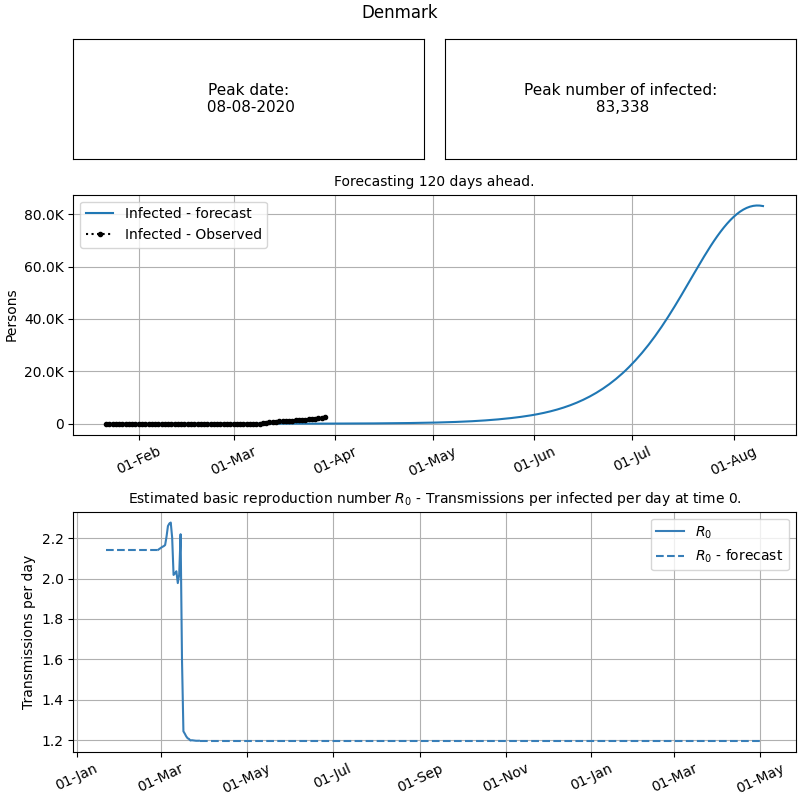 Denmark
Peak date:
08-08-2020
Peak number of infected:
83,338
Forecasting 120 days ahead.
Infected - forecast
Infected - Observed
Persons
80.0K
60.0K
40.0K
20.0K
0
01-Feb
01-Mar
01-Apr
01-May
01-Jun
01-Jul
01-Aug
Estimated basic reproduction number R₀ - Transmissions per infected per day at time 0.
R₀
R₀ - forecast
Transmissions per day
2.2
2.0
1.8
1.6
1.4
1.2
01-Jan
01-Mar
01-May
01-Jul
01-Sep
01-Nov
01-Jan
01-Mar
01-May